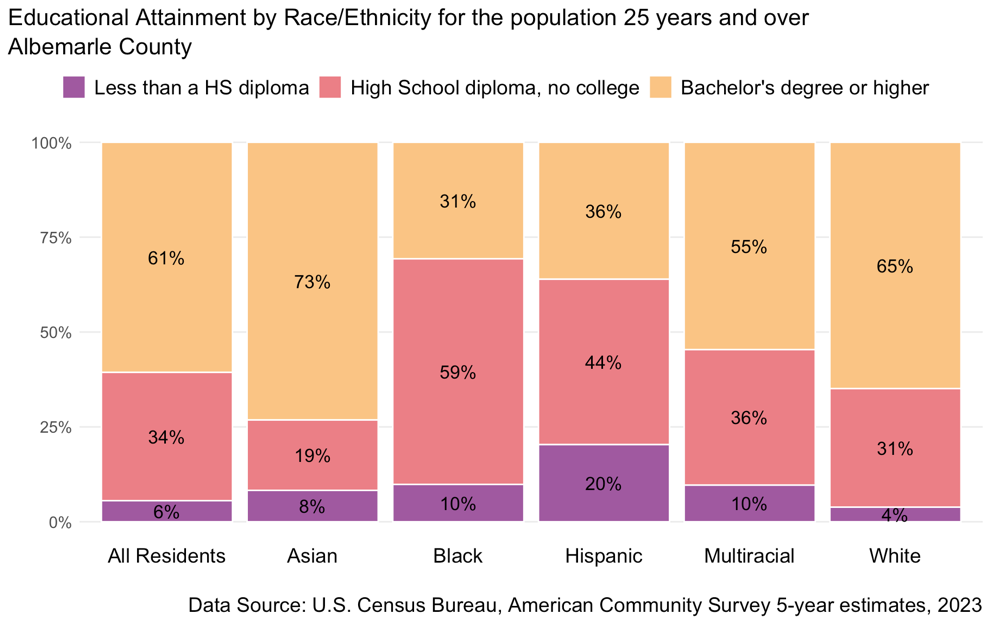 Educational Attainment by Race/Ethnicity for the population 25 years and over
Albemarle County
Less than a HS diploma High School diploma, no college Bachelor's degree or higher
100%
75%
50%
25%
0%
61% 73% 31% 36% 55% 65%
34% 19% 59% 44% 36% 31%
6% 8% 10% 20% 10% 4%
All Residents Asian Black Hispanic Multiracial White
Data Source: U.S. Census Bureau, American Community Survey 5-year estimates, 2023